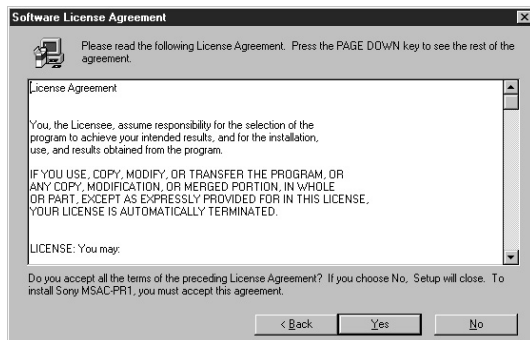 Software License Agreement
Please read the following License Agreement. Press the PAGE DOWN key to see the rest of the
agreement.
License Agreement
You, the Licensee, assume responsibility for the selection of the
program to achieve your intended results, and for the installation,
use, and results obtained from the program.
IF YOU USE, COPY, MODIFY, OR TRANSFER THE PROGRAM, OR
ANY COPY, MODIFICATION, OR MERGED PORTION, IN WHOLE
OR PART, EXCEPT AS EXPRESSLY PROVIDED FOR IN THIS LICENSE,
YOUR LICENSE IS AUTOMATICALLY TERMINATED.
LICENSE: You may:
Do you accept all the terms of the preceding License Agreement? If you choose No, Setup will close. To
install Sony MSAC-PR1, you must accept this agreement.
< Back
Yes
No